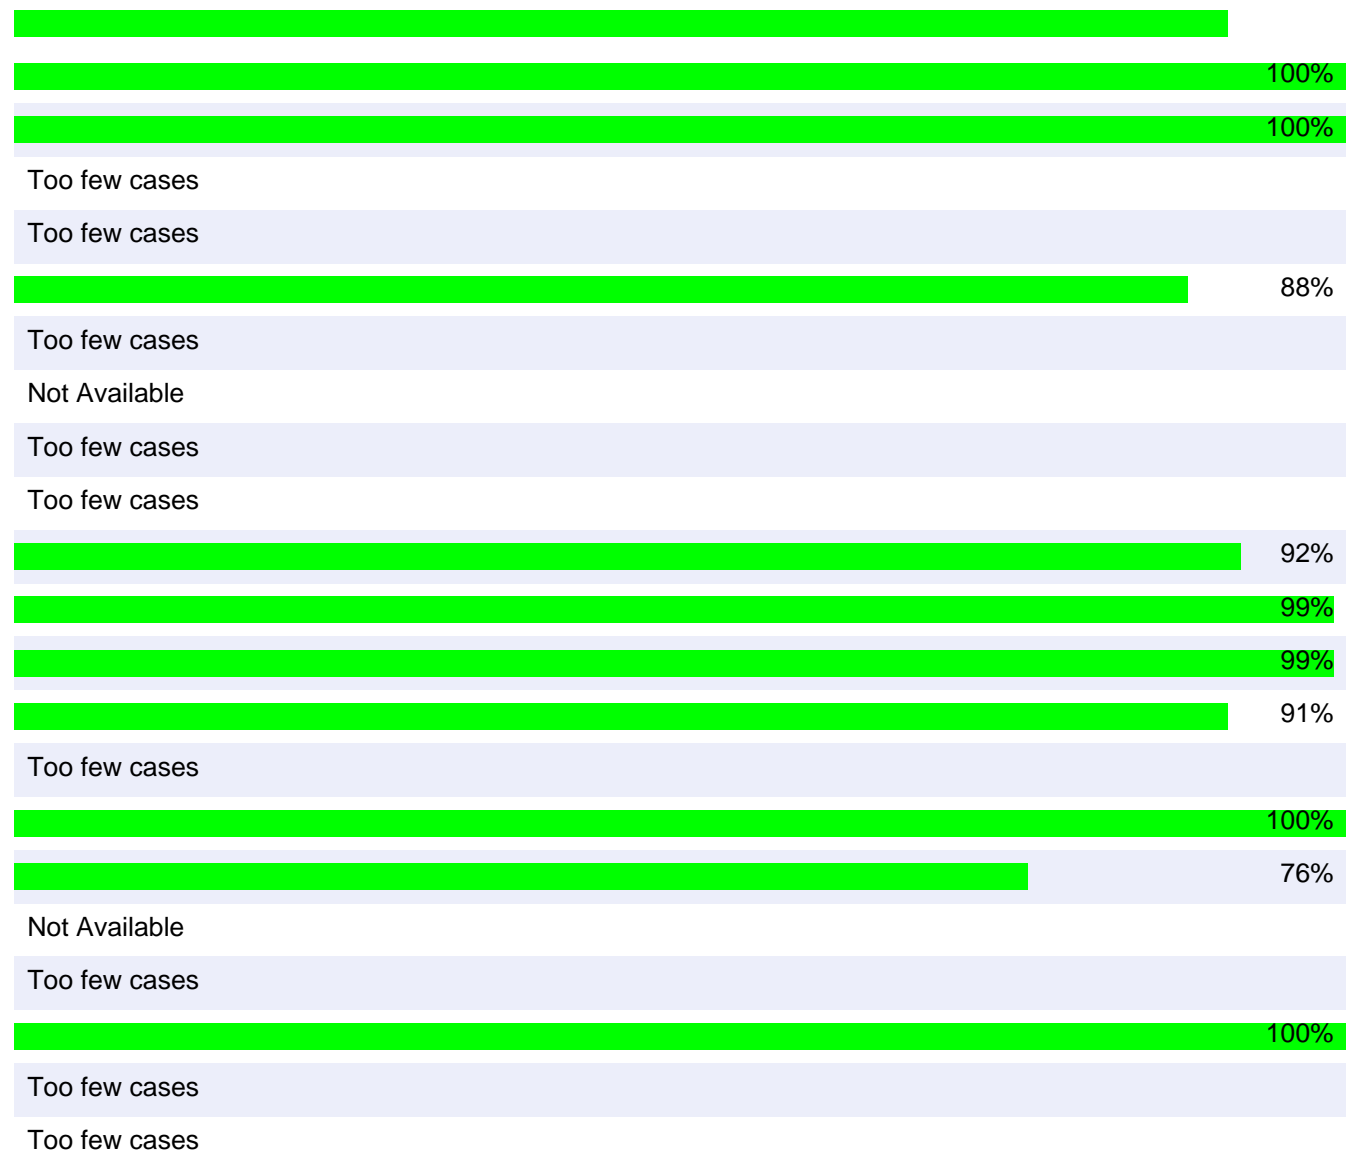 100%
100%
Too few cases
Too few cases
88%
Too few cases
Not Available
Too few cases
Too few cases
92%
99%
99%
91%
Too few cases
100%
76%
Not Available
Too few cases
100%
Too few cases
Too few cases